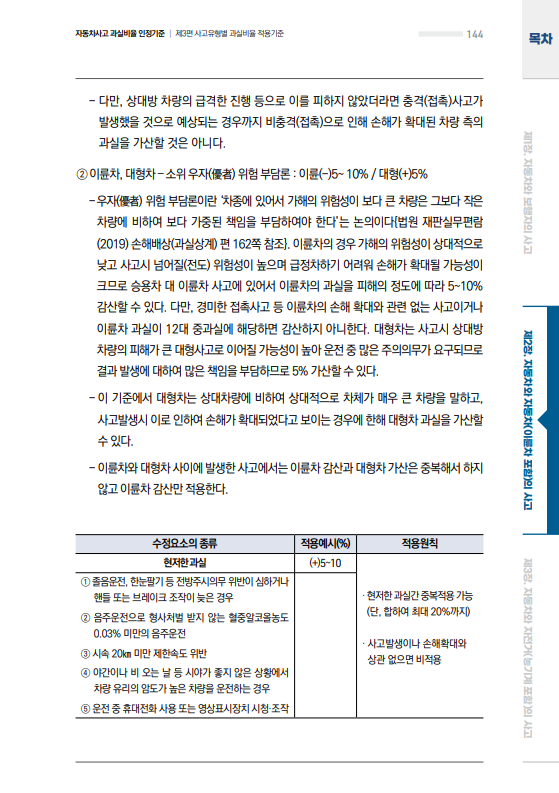 자동차사고 과실비율 인정기준 | 제3편 사고유형별 과실비율 적용기준
144
목차
- 다만, 상대방 차량의 급격한 진행 등으로 이를 피하지 않았더라면 충격(접촉)사고가
발생했을 것으로 예상되는 경우까지 비충격(접촉)으로 인해 손해가 확대된 차량 측의
과실을 가산할 것은 아니다.
② 이륜차, 대형차 – 소위 우자(優者) 위험 부담론 : 이륜(-)5~ 10% / 대형(+)5%
- 우자(優者) 위험 부담론이란 '차종에 있어서 가해의 위험성이 보다 큰 차량은 그보다 작은
차량에 비하여 보다 가중된 책임을 부담하여야 한다'는 논의이다(법원 재판실무편람
(2019) 손해배상(과실상계) 편 162쪽 참조). 이륜차의 경우 가해의 위험성이 상대적으로
낮고 사고시 넘어질(전도) 위험성이 높으며 급정차하기 어려워 손해가 확대될 가능성이
크므로 승용차 대 이륜차 사고에 있어서 이륜차의 과실을 피해의 정도에 따라 5~10%
감산할 수 있다. 다만, 경미한 접촉사고 등 이륜차의 손해 확대와 관련 없는 사고이거나
이륜차 과실이 12대 중과실에 해당하면 감산하지 아니한다. 대형차는 사고시 상대방
차량의 피해가 큰 대형사고로 이어질 가능성이 높아 운전 중 많은 주의의무가 요구되므로
결과 발생에 대하여 많은 책임을 부담하므로 5% 가산할 수 있다.
- 이 기준에서 대형차는 상대차량에 비하여 상대적으로 차체가 매우 큰 차량을 말하고,
사고발생시 이로 인하여 손해가 확대되었다고 보이는 경우에 한해 대형차 과실을 가산할
수 있다.
- 이륜차와 대형차 사이에 발생한 사고에서는 이륜차 감산과 대형차 가산은 중복해서 하지
않고 이륜차 감산만 적용한다.
수정요소의 종류 적용예시(%) 적용원칙
현저한 과실 (+)5~10
① 졸음운전, 한눈팔기 등 전방주시의무 위반이 심하거나
핸들 또는 브레이크 조작이 늦은 경우
② 음주운전으로 형사처벌 받지 않는 혈중알코올농도
0.03% 미만의 음주운전
③ 시속 20㎞ 미만 제한속도 위반
④ 야간이나 비 오는 날 등 시야가 좋지 않은 상황에서
차량 유리의 암도가 높은 차량을 운전하는 경우
⑤ 운전 중 휴대전화 사용 또는 영상표시장치 시청·조작
· 현저한 과실간 중복적용 가능
(단, 합하여 최대 20%까지)
· 사고발생이나 손해확대와
상관 없으면 비적용
제1장. 자동차와 보행자의 사고
제2장. 자동차와 자동차(이륜차 포함)의 사고
제3장. 자동차와 자전거(농기계 포함)의 사고